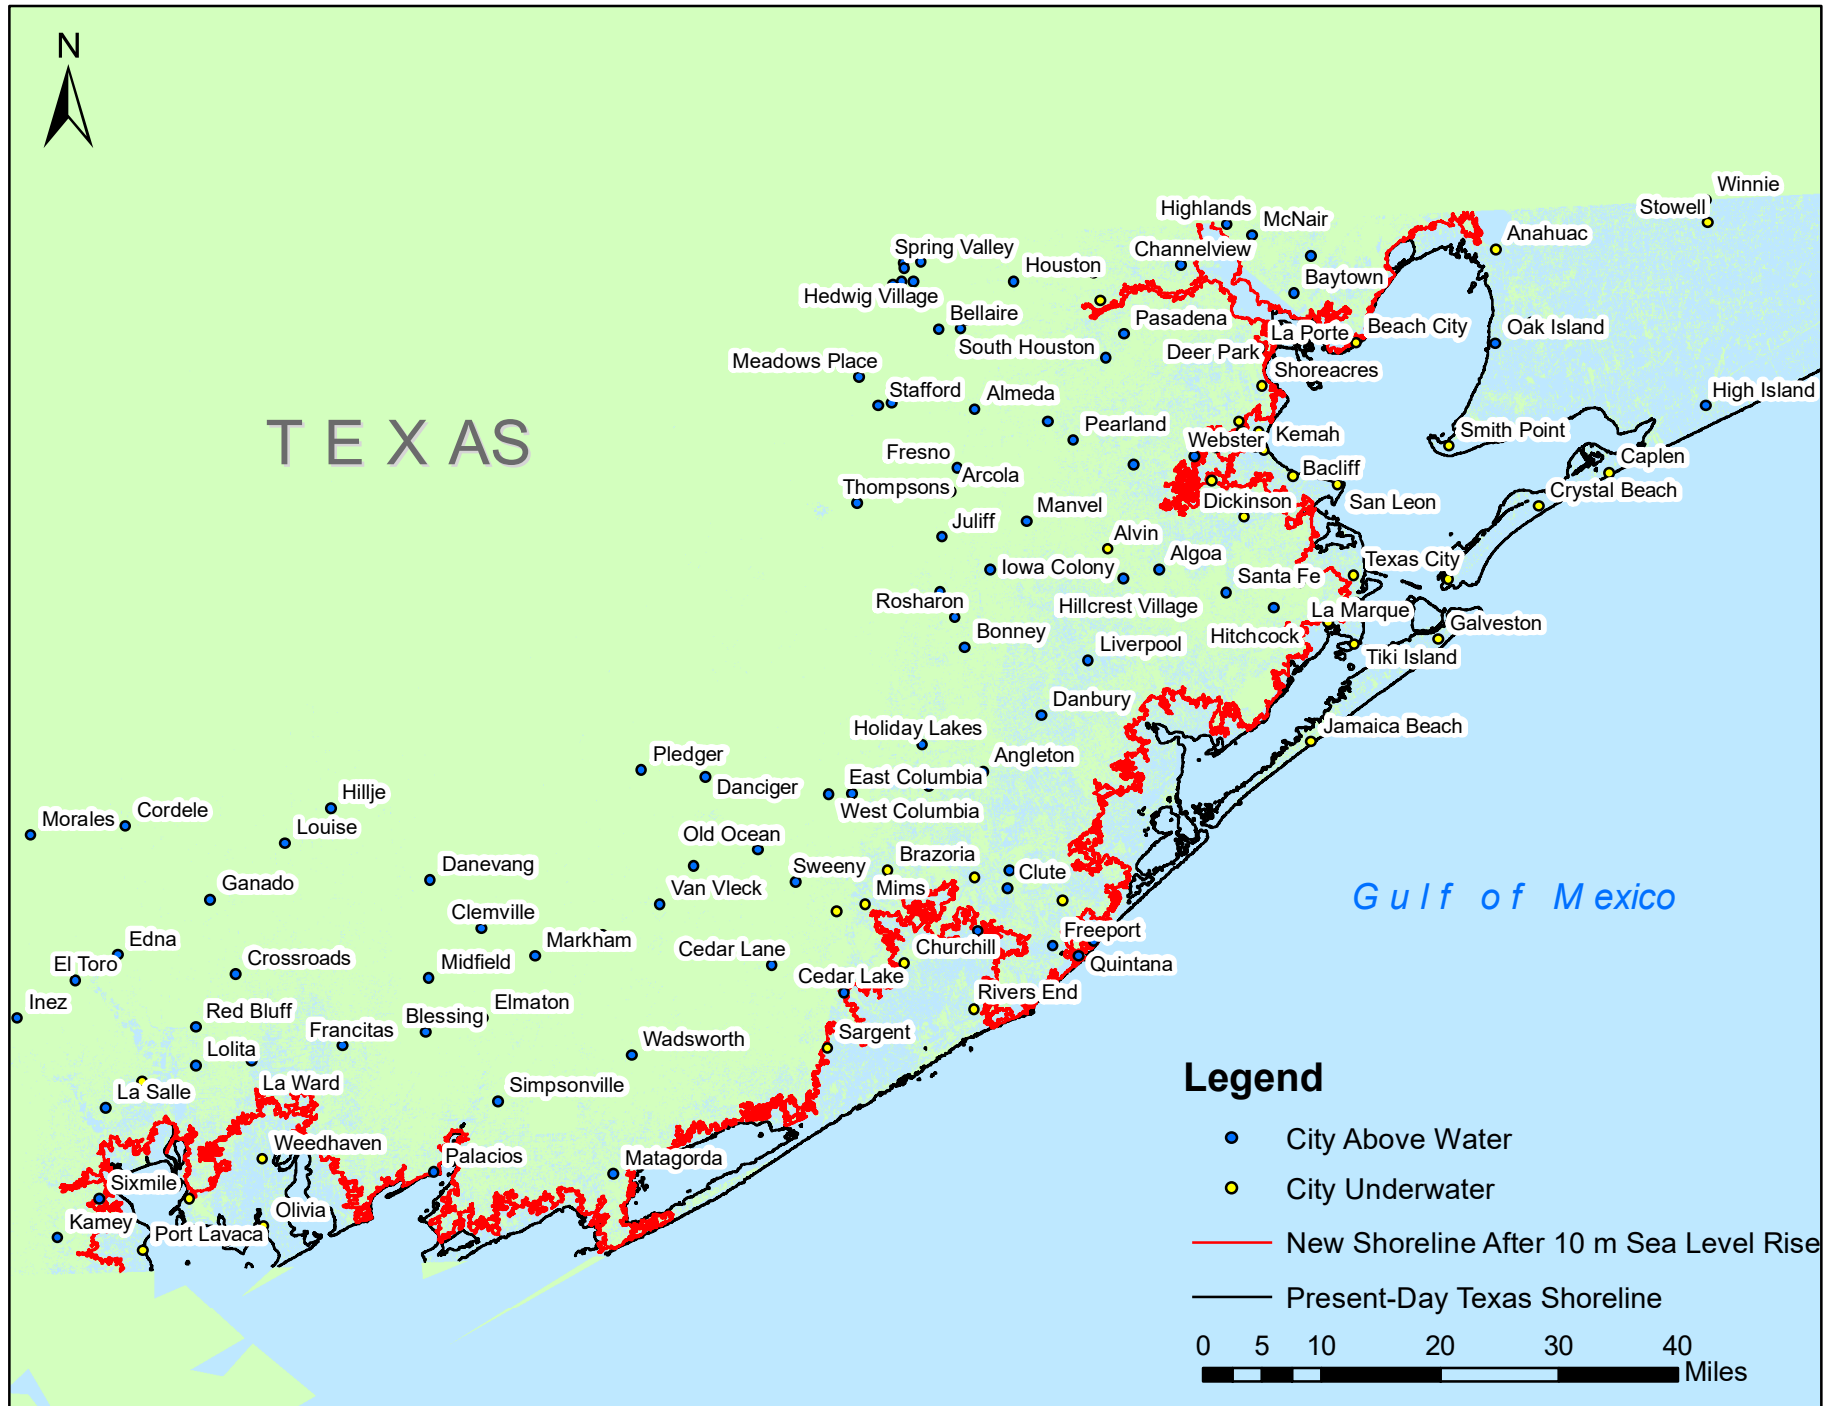 N
Winnie
Stowell
Highlands
McNair
Anahuac
Spring Valley
Channelview
Houston
Baytown
Hedwig Village
Bellaire
Pasadena
La Porte
Beach City
Oak Island
South Houston
Deer Park
Meadows Place
Shoreacres
Stafford
Almeda
High Island
TEXAS
Pearland
Kemah
Smith Point
Webster
Fresno
Caplen
Arcola
Bacliff
Thompsons
Crystal Beach
Dickinson
San Leon
Manvel
Juliff
Alvin
Algoa
Texas City
Iowa Colony
Santa Fe
Rosharon
Hillcrest Village
La Marque
Galveston
Bonney
Hitchcock
Liverpool
Tiki Island
Danbury
Holiday Lakes
Jamaica Beach
Pledger
Angleton
East Columbia
Danciger
Hillje
West Columbia
Cordele
Morales
Louise
Old Ocean
Brazoria
Danevang
Sweeny
Clute
Ganado
Van Vleck
Mims
Gulf of Mexico
Clemville
Freeport
Edna
Markham
Cedar Lane
Churchill
El Toro
Crossroads
Midfield
Quintana
Cedar Lake
Inez
Elmaton
Rivers End
Red Bluff
Blessing
Francitas
Sargent
Wadsworth
Lolita
La Ward
La Salle
Simpsonville
Weedhaven
Palacios
Matagorda
Sixmile
Olivia
Kamey
Port Lavaca
Legend
City Above Water
City Underwater
New Shoreline After 10 m Sea Level Rise
Present-Day Texas Shoreline
0 5 10 20 30 40
Miles